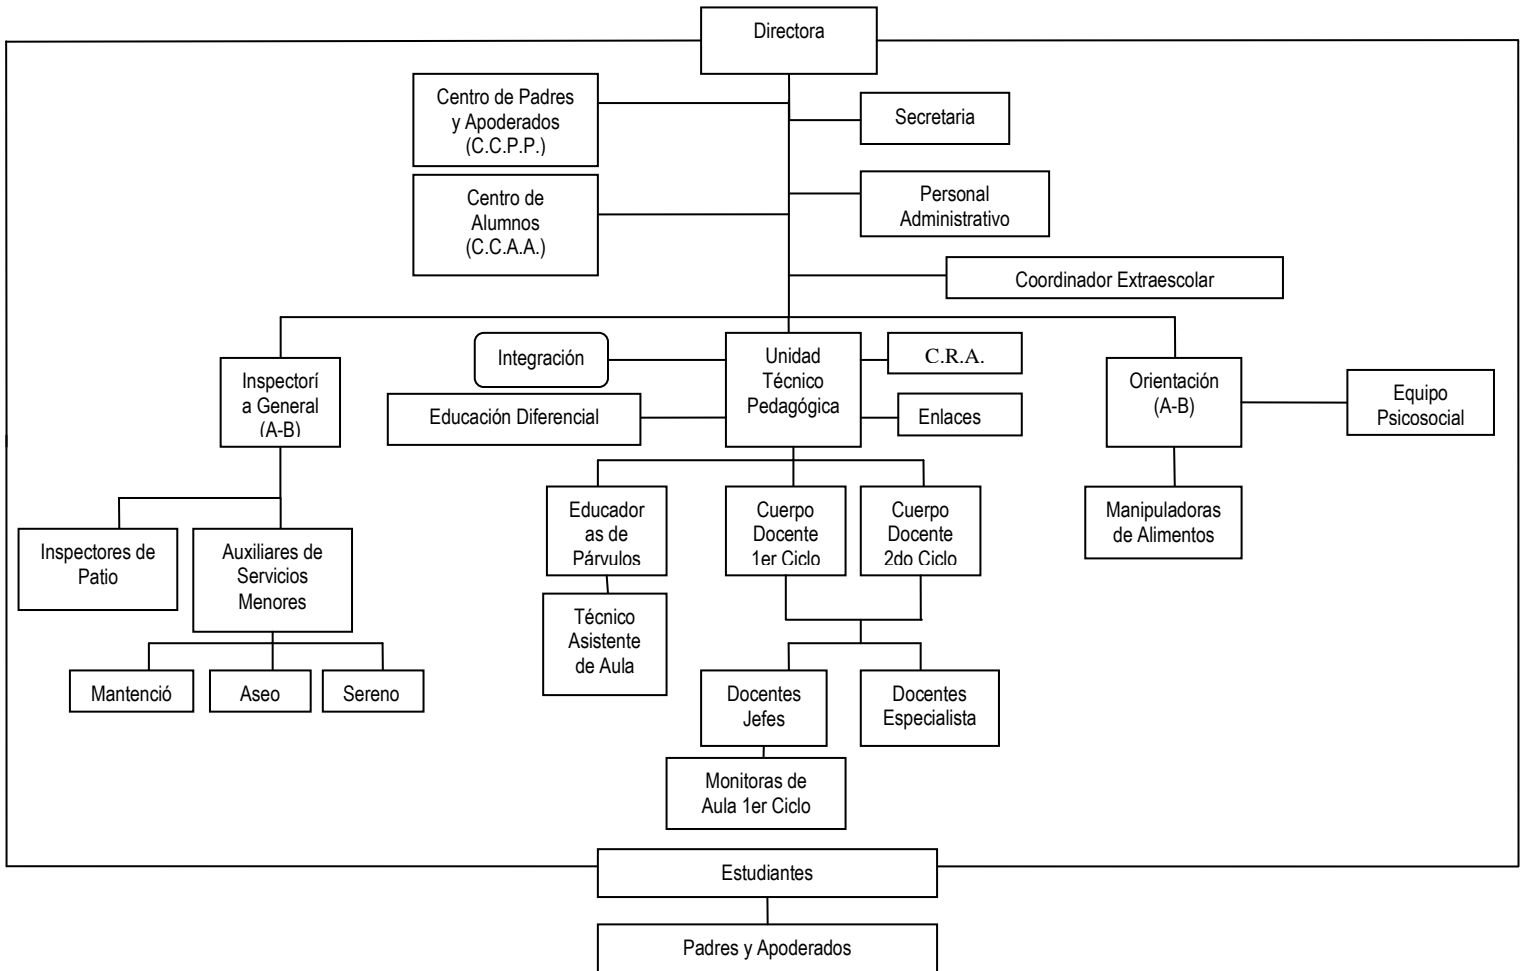 Directora
Centro de Padres
y Apoderados
(C.C.P.P.)
Secretaria
Centro de
Alumnos
(C.C.A.A.)
Personal
Administrativo
Coordinador Extraescolar
Inspectorí
a General
(A-B)
Integración
Educación Diferencial
Unidad
Técnico
Pedagógica
C.R.A.
Enlaces
Orientación
(A-B)
Equipo
Psicosocial
Inspectores de
Patio
Auxiliares de
Servicios
Menores
Educador
as de
Párvulos
Cuerpo
Docente
1er Ciclo
Cuerpo
Docente
2do Ciclo
Manipuladoras
de Alimentos
Técnico
Asistente
de Aula
Mantenció
Aseo
Sereno
Docentes
Jefes
Docentes
Especialista
Monitoras de
Aula 1er Ciclo
Estudiantes
Padres y Apoderados